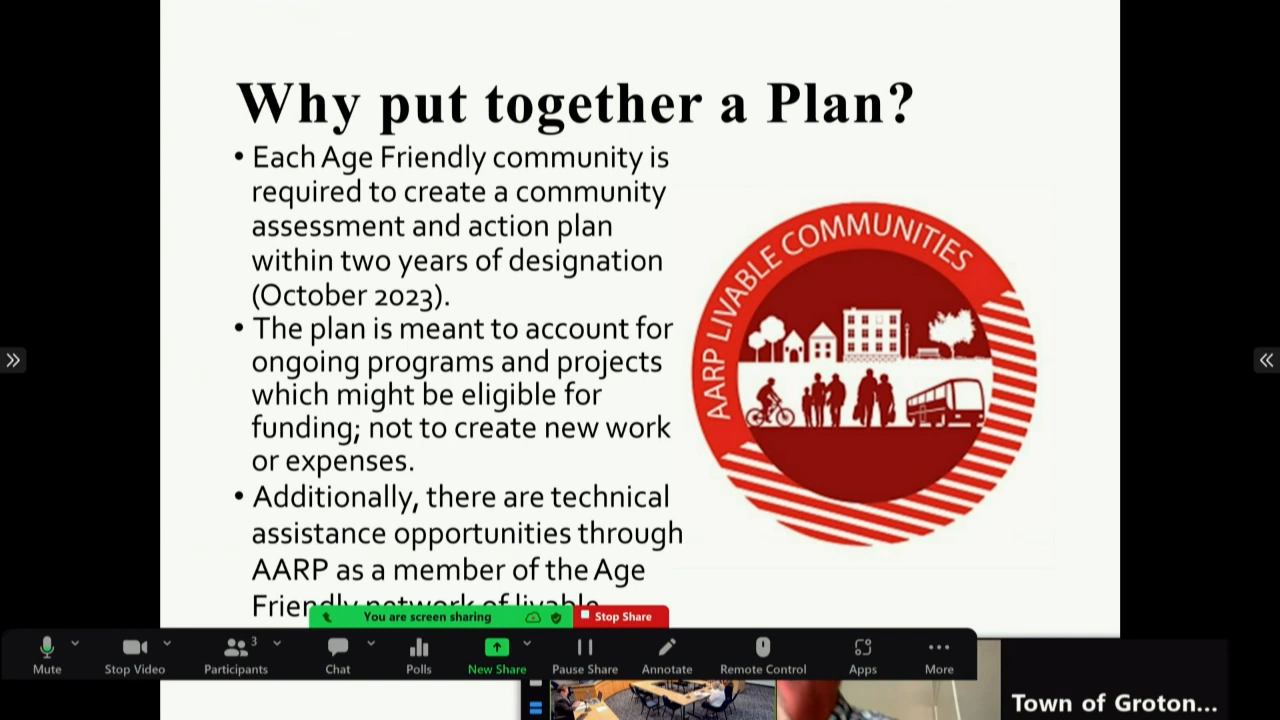 Why put together a Plan?
• Each Age Friendly community is
required to create a community
assessment and action plan
within two years of designation
(October 2023).
• The plan is meant to account for
ongoing programs and projects
which might be eligible for
funding; not to create new work
or expenses.
• Additionally, there are technical
assistance opportunities through
AARP as a member of the Age
Friendly network of livable
AARP LIVABLE COMMUNITIES
You are screen sharing
Stop Share
Mute
Stop Video
Participants
3
Chat
Polls
New Share
Pause Share
Annotate
Remote Control
Apps
More
Town of Groton...